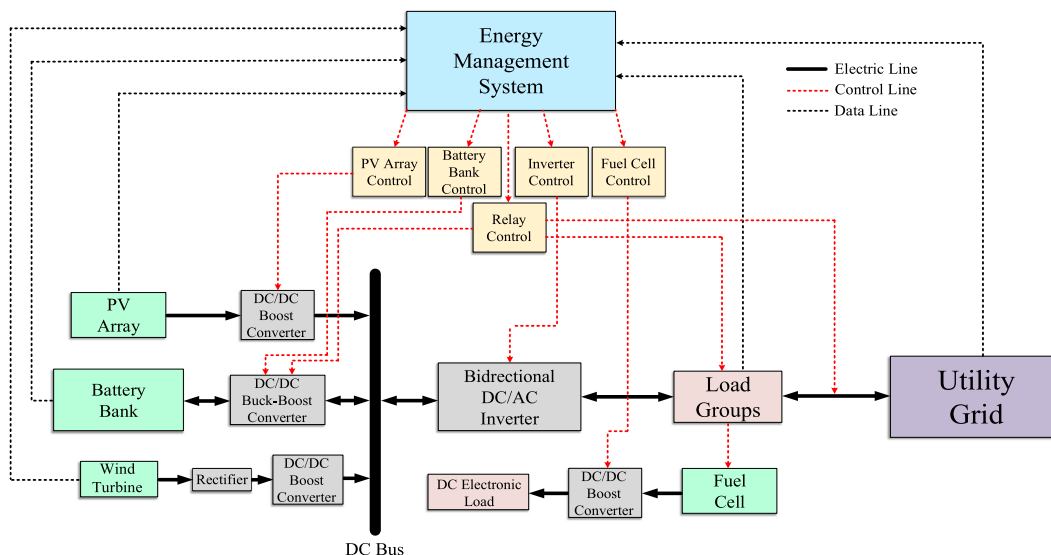 Energy
Management
System
Electric Line
Control Line
Data Line
PV Array
Control
Battery
Bank
Control
Inverter
Control
Fuel Cell
Control
Relay
Control
PV
Array
DC/DC
Boost
Converter
Battery
Bank
DC/DC
Buck-Boost
Converter
Bidrectional
DC/AC
Inverter
Load
Groups
Utility
Grid
Wind
Turbine
Rectifier
DC/DC
Boost
Converter
DC Electronic
Load
DC/DC
Boost
Converter
Fuel
Cell
DC Bus